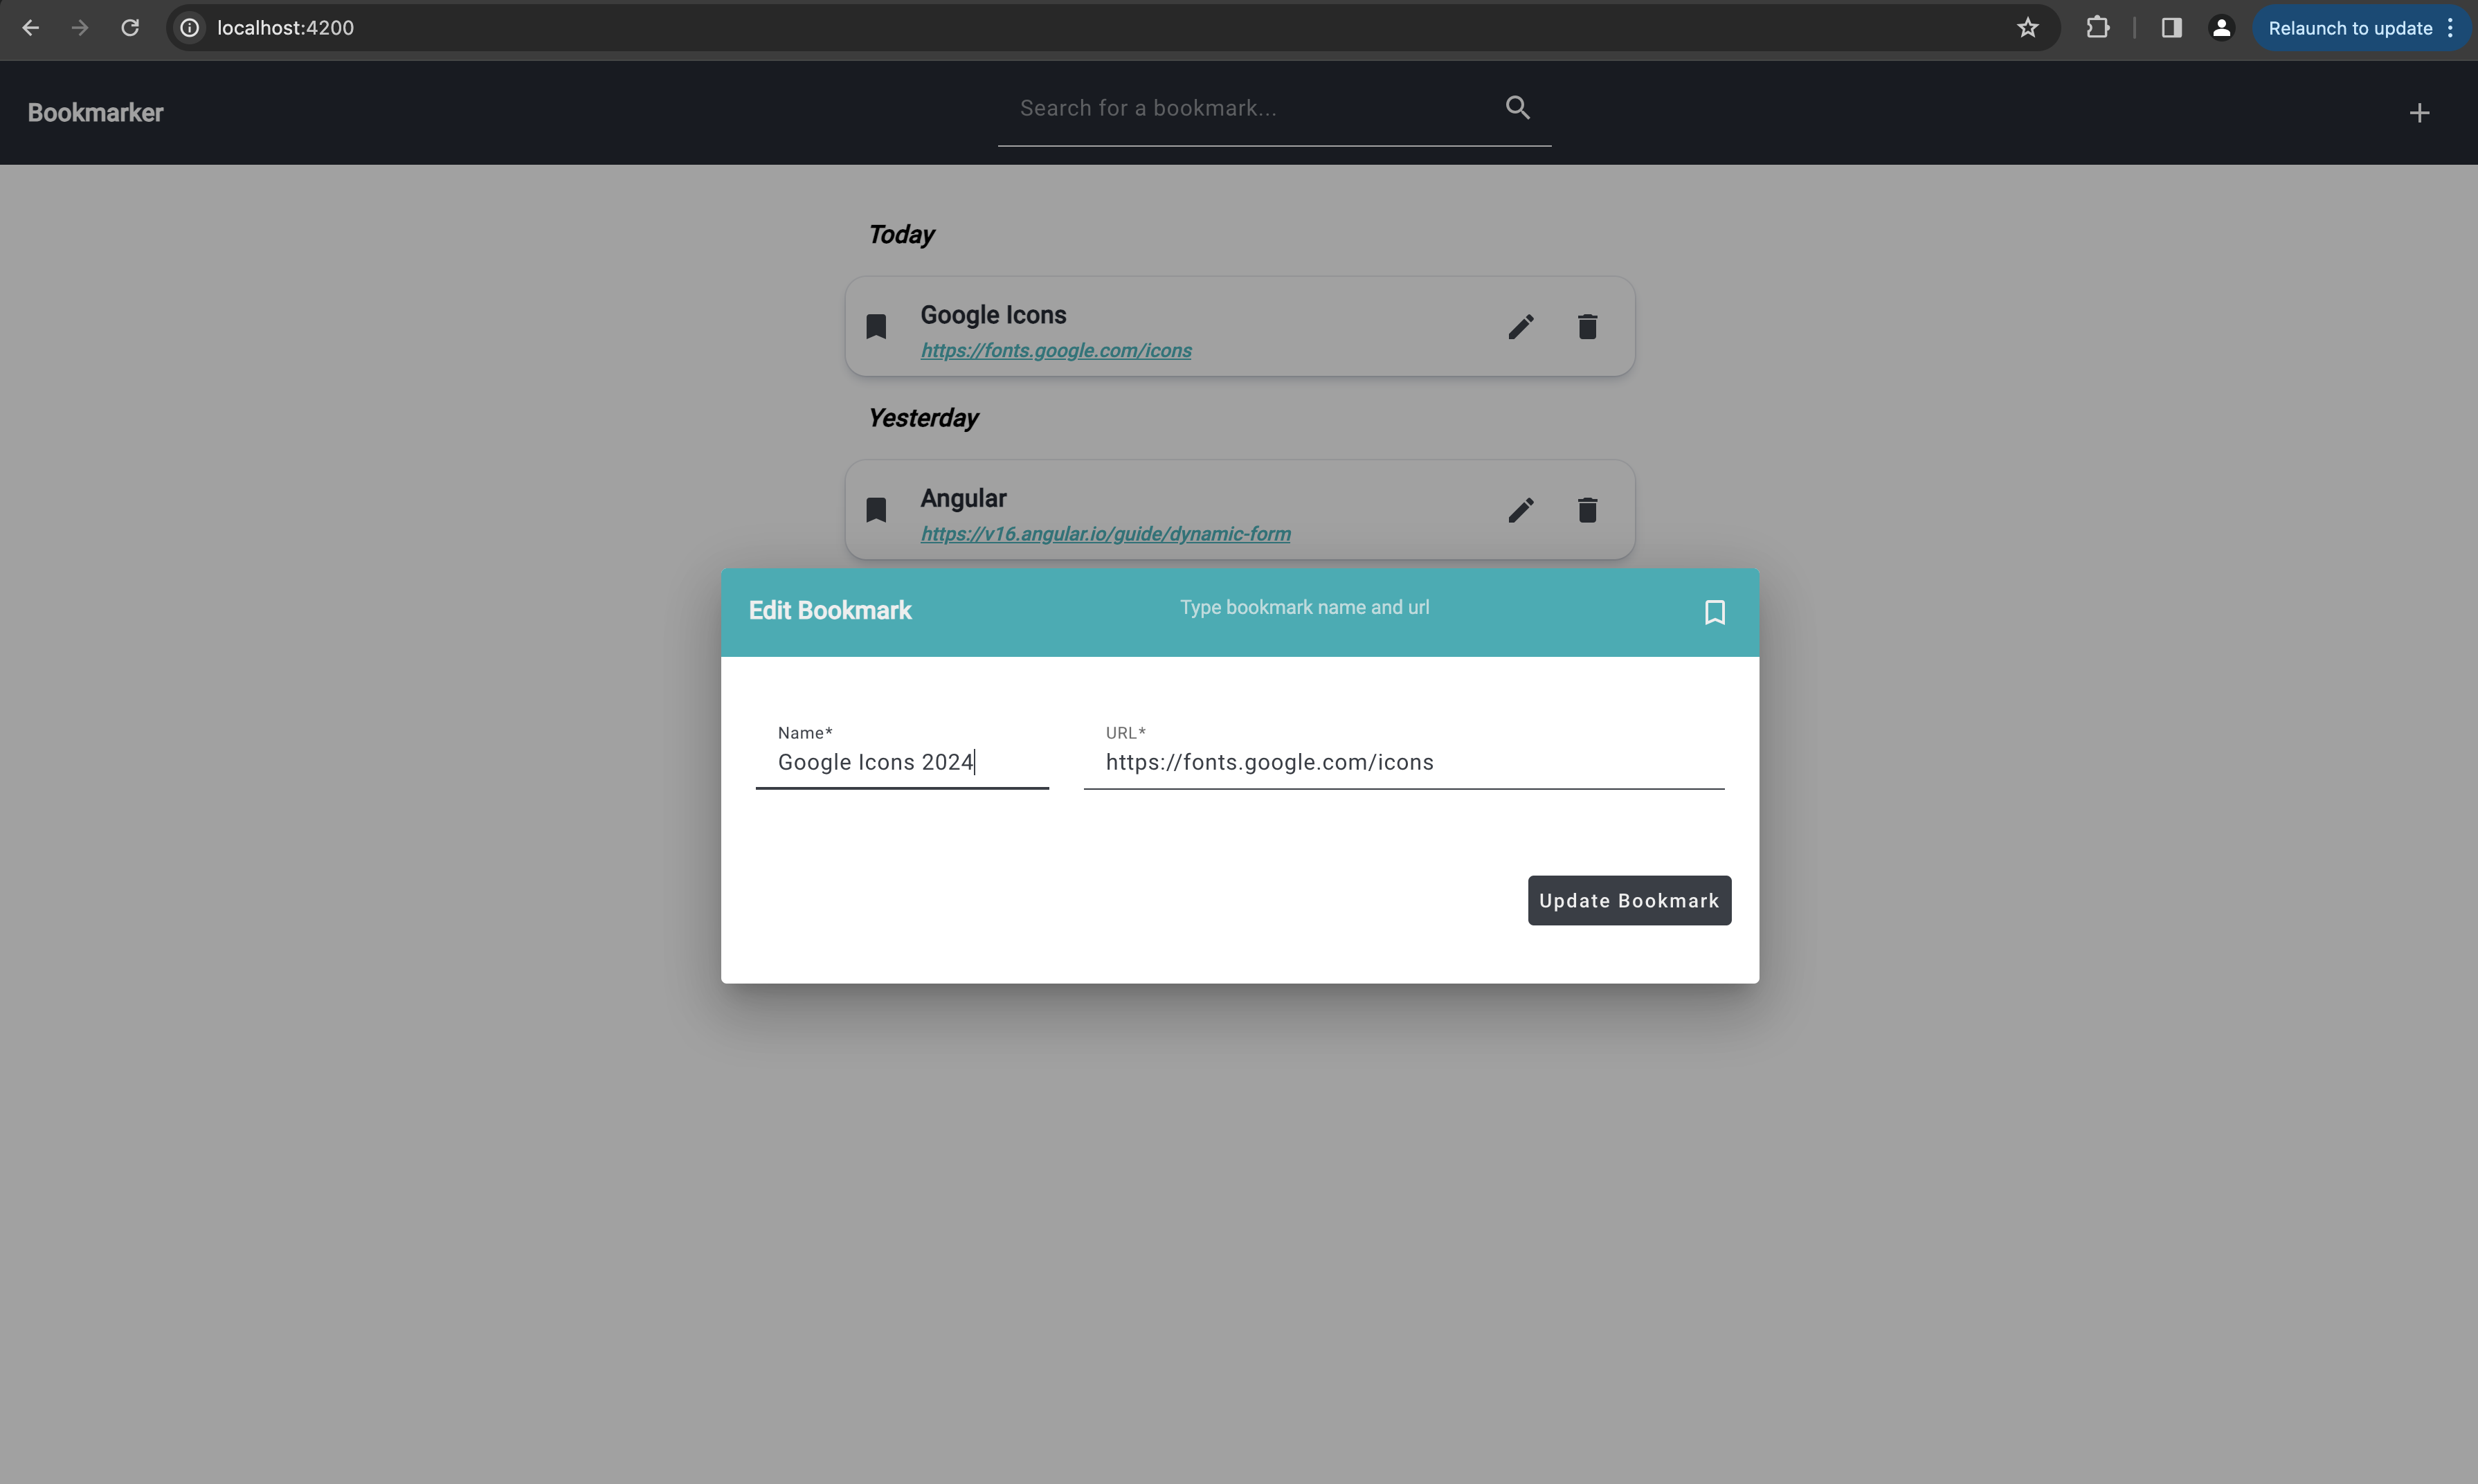 localhost:4200
Relaunch to update
Bookmarker
Search for a bookmark...
Today
Google Icons
https://fonts.google.com/icons
Yesterday
Angular
https://v16.angular.io/guide/dynamic-form
Edit Bookmark
Type bookmark name and url
Name*
URL*
Google Icons 2024
https://fonts.google.com/icons
Update Bookmark